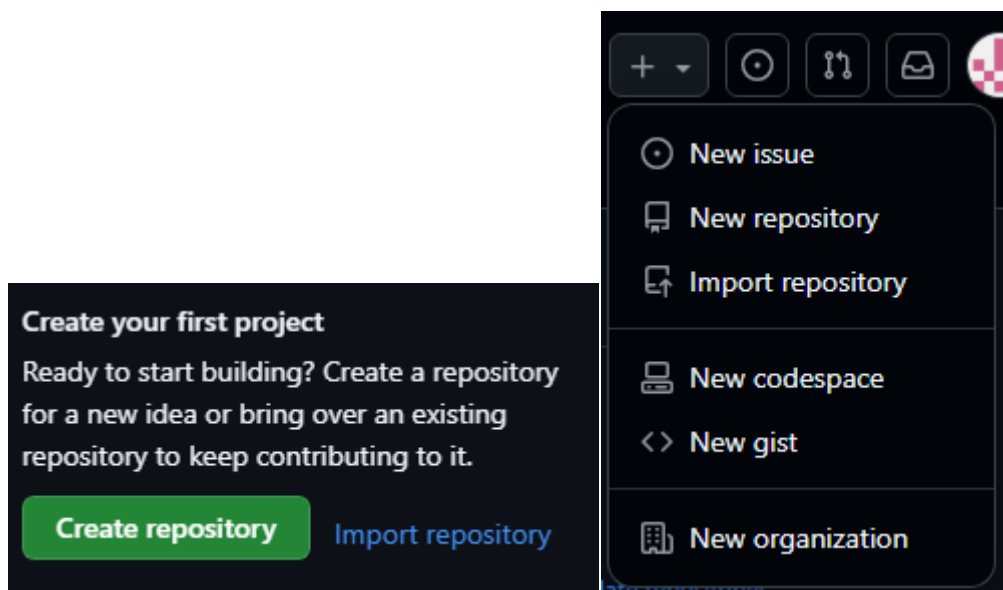 Create your first project
Ready to start building? Create a repository
for a new idea or bring over an existing
repository to keep contributing to it.
Create repository
Import repository
New issue
New repository
Import repository
New codespace
New gist
New organization